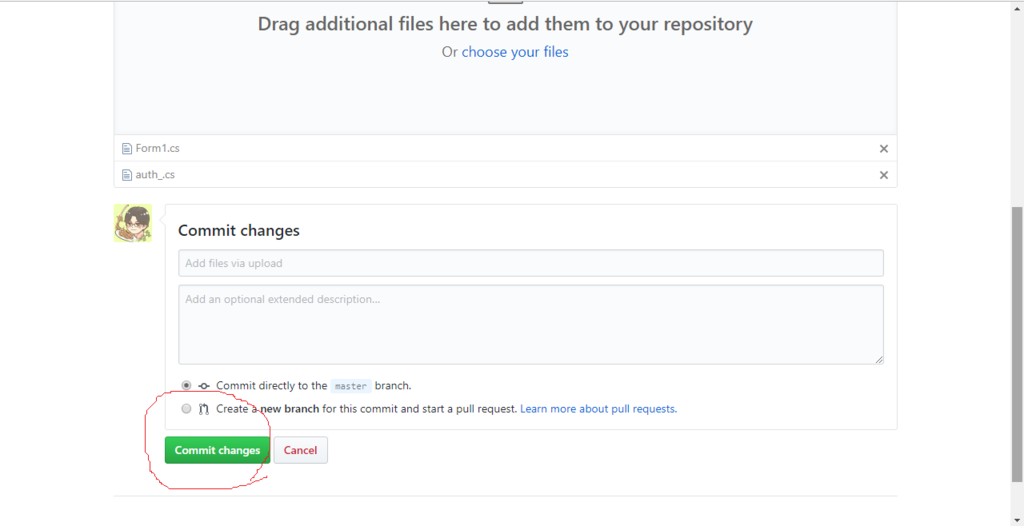 Drag additional files here to add them to your repository
Or choose your files
Form1.cs
auth_.cs
Commit changes
Add files via upload
Add an optional extended description...
Commit directly to the master branch.
Create a new branch for this commit and start a pull request. Learn more about pull requests.
Commit changes Cancel